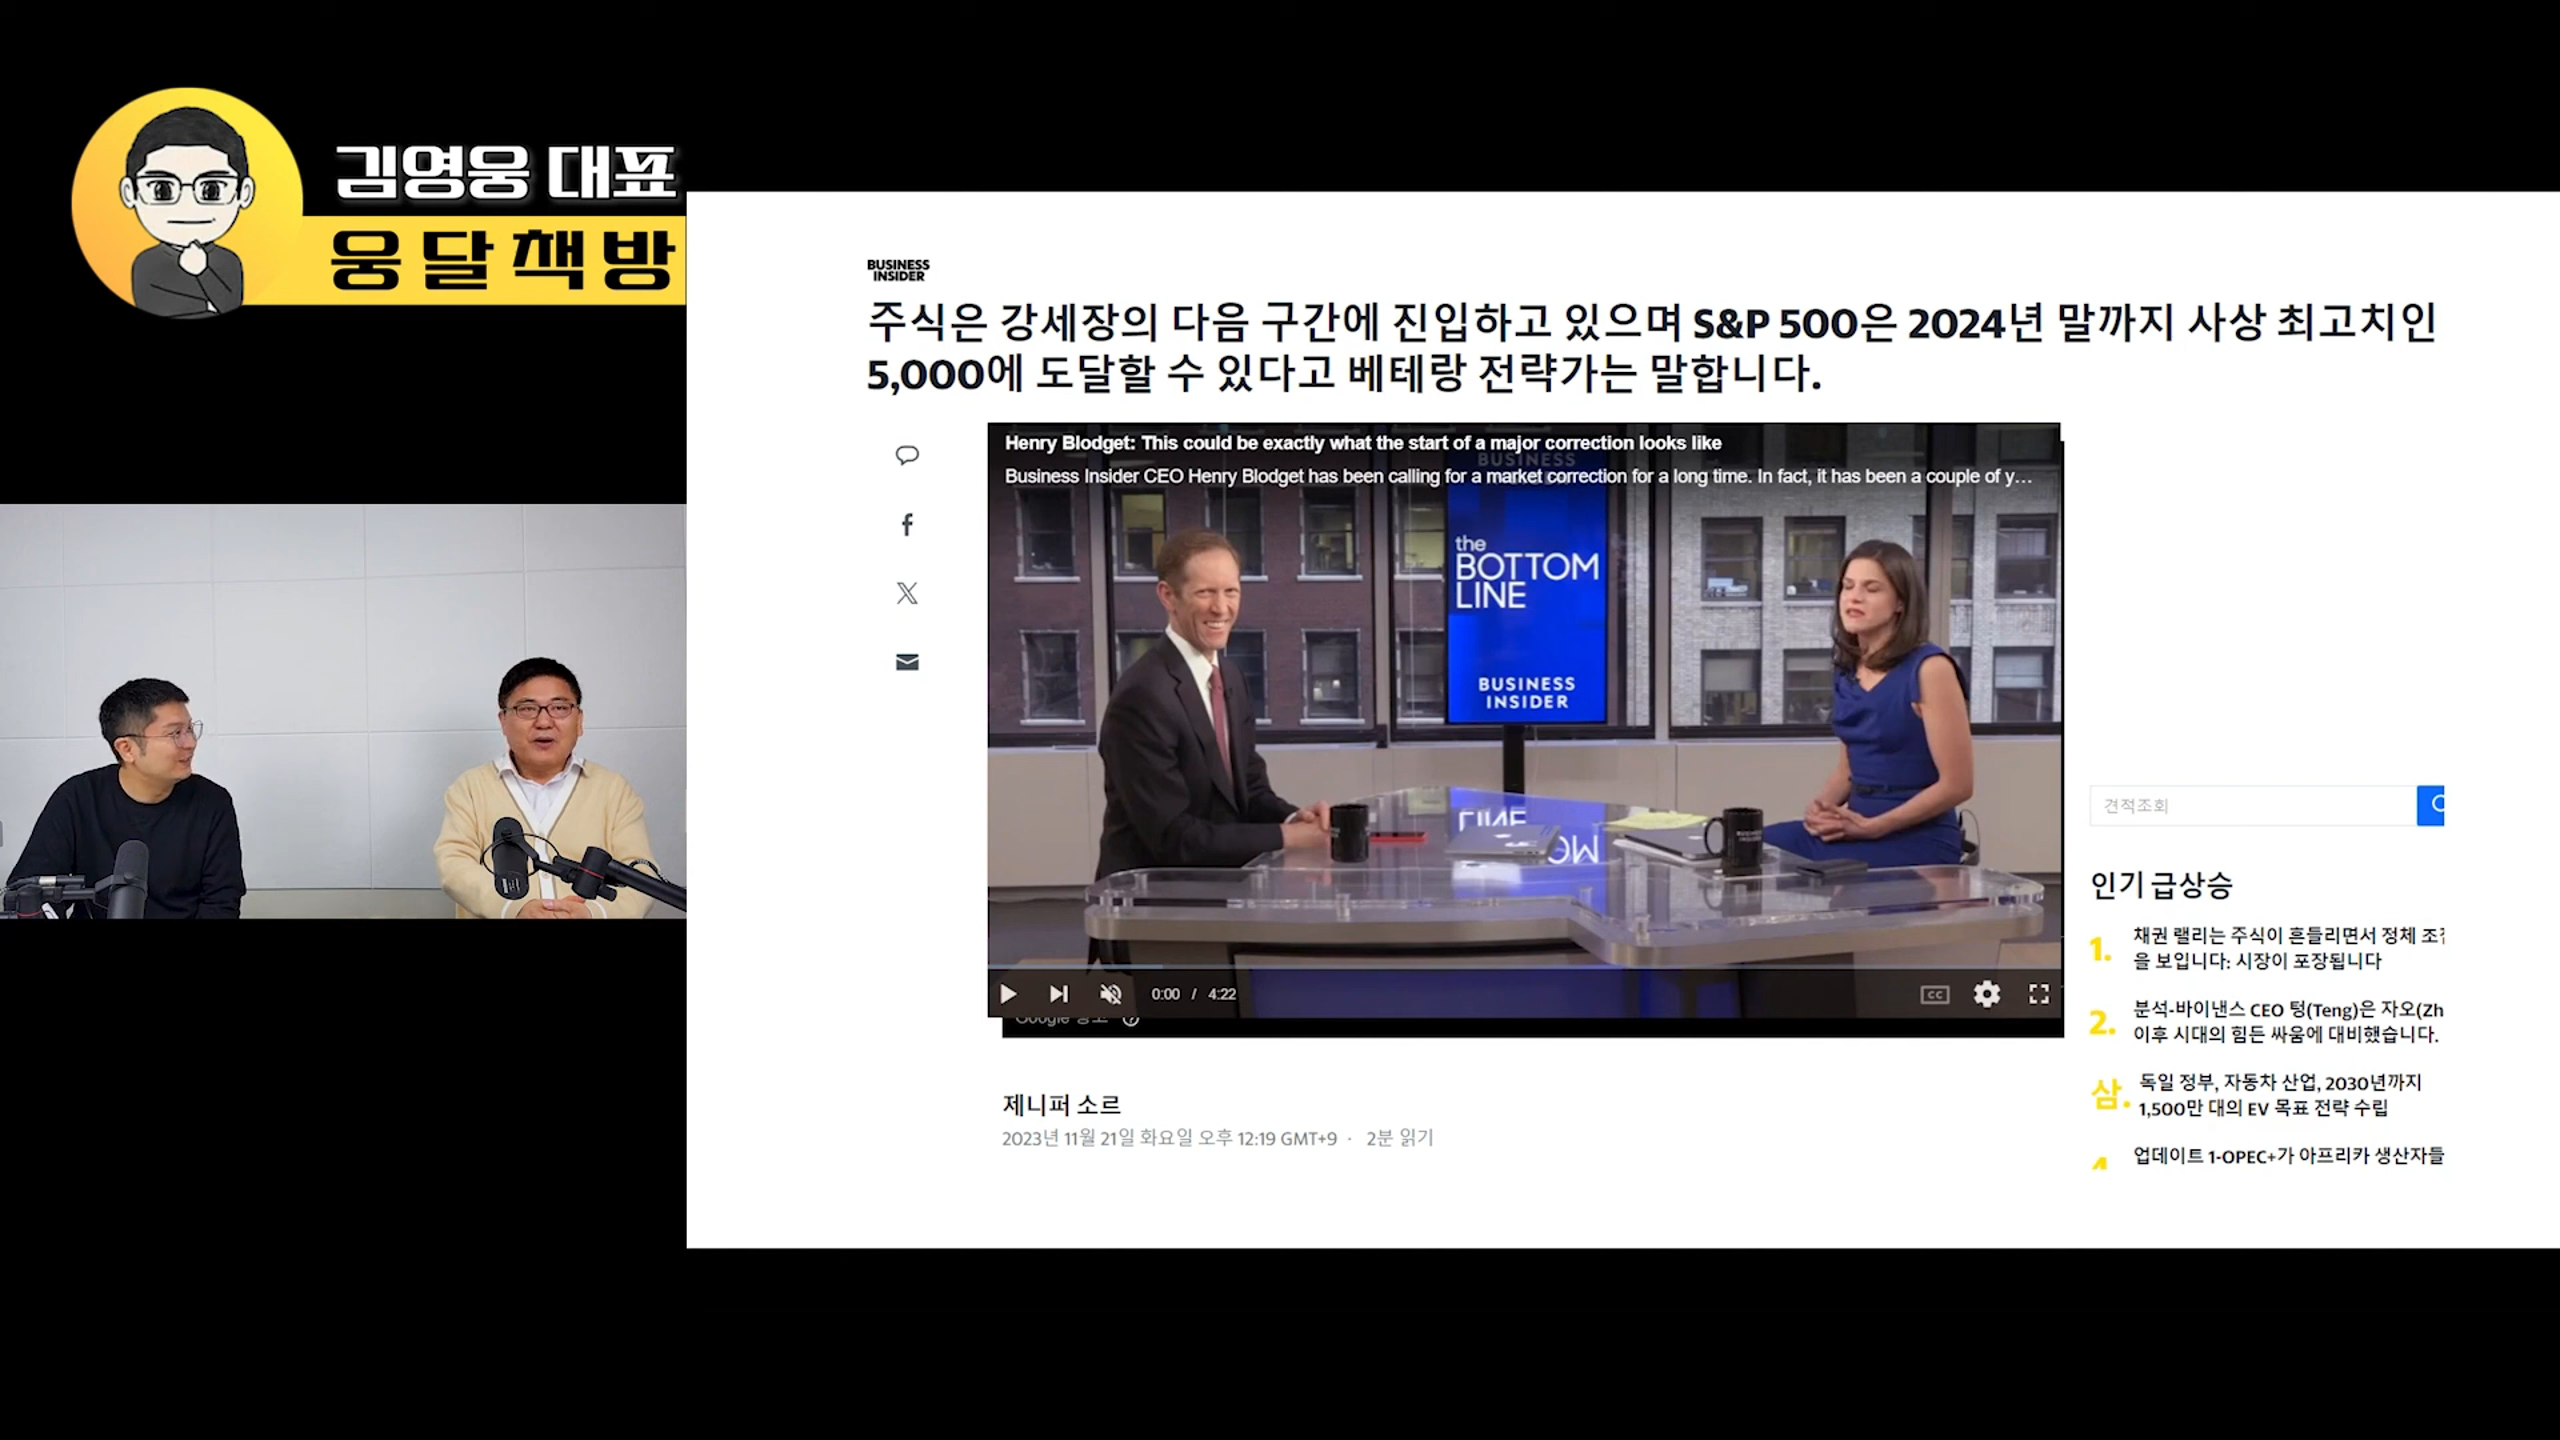 김영웅 대표
웅달책방
BUSINESS
INSIDER
주식은 강세장의 다음 구간에 진입하고 있으며 S&P 500은 2024년 말까지 사상 최고치인
5,000에 도달할 수 있다고 베테랑 전략가는 말합니다.
Henry Blodget: This could be exactly what the start of a major correction looks like
Business Insider CEO Henry Blodget has been calling for a market correction for a long time. In fact, it has been a couple of y...
BUSINESS
the
BOTTOM
LINE
BUSINESS
INSIDER
0:00 / 4:22
CC
Google 광고
제니퍼 소르
2023년 11월 21일 화요일 오후 12:19 GMT+9 · 2분 읽기
견적조회
인기 급상승
1. 채권 랠리는 주식이 흔들리면서 정체 조
을 보입니다: 시장이 포장됩니다
2. 분석-바이낸스 CEO 텅(Teng)은 자오(Zh
이후 시대의 힘든 싸움에 대비했습니다.
삼. 독일 정부, 자동차 산업, 2030년까지
1,500만 대의 EV 목표 전략 수립
4 업데이트 1-OPEC+가 아프리카 생산자들